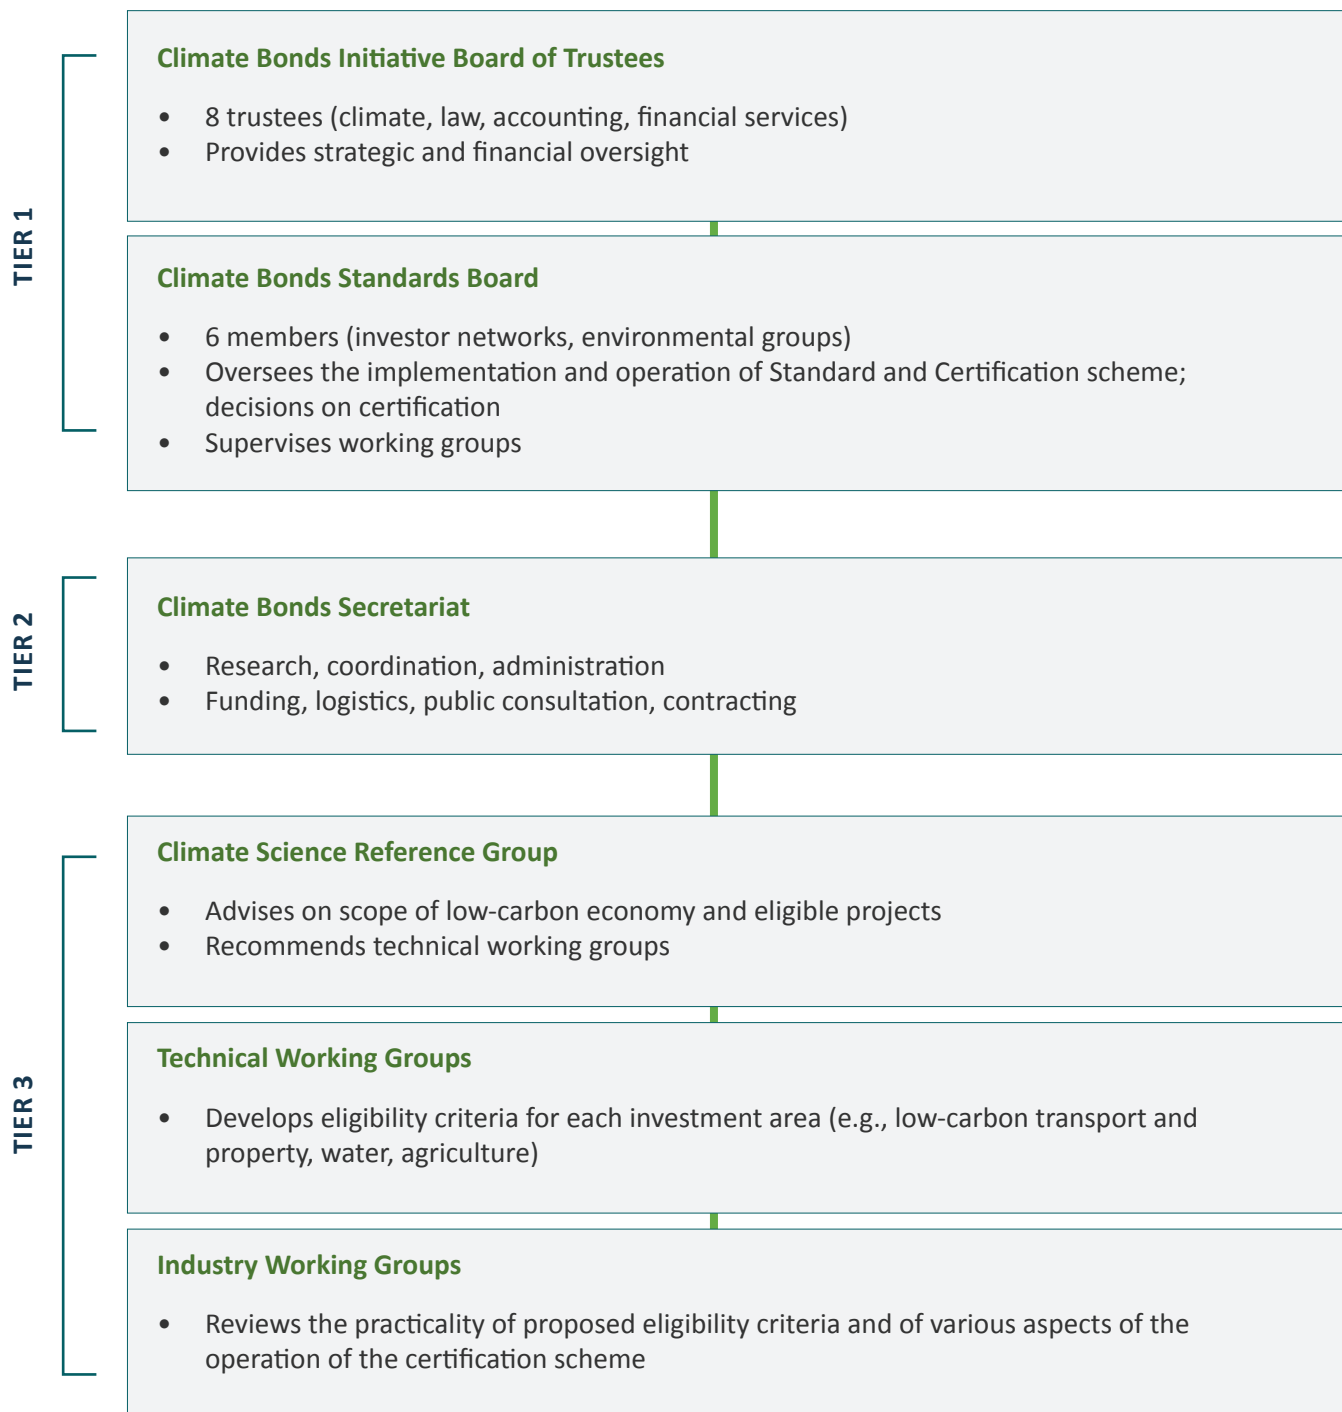 TIER 1
Climate Bonds Initiative Board of Trustees
• 8 trustees (climate, law, accounting, financial services)
• Provides strategic and financial oversight
Climate Bonds Standards Board
• 6 members (investor networks, environmental groups)
• Oversees the implementation and operation of Standard and Certification scheme;
decisions on certification
• Supervises working groups
TIER 2
Climate Bonds Secretariat
• Research, coordination, administration
• Funding, logistics, public consultation, contracting
TIER 3
Climate Science Reference Group
• Advises on scope of low-carbon economy and eligible projects
• Recommends technical working groups
Technical Working Groups
• Develops eligibility criteria for each investment area (e.g., low-carbon transport and
property, water, agriculture)
Industry Working Groups
• Reviews the practicality of proposed eligibility criteria and of various aspects of the
operation of the certification scheme